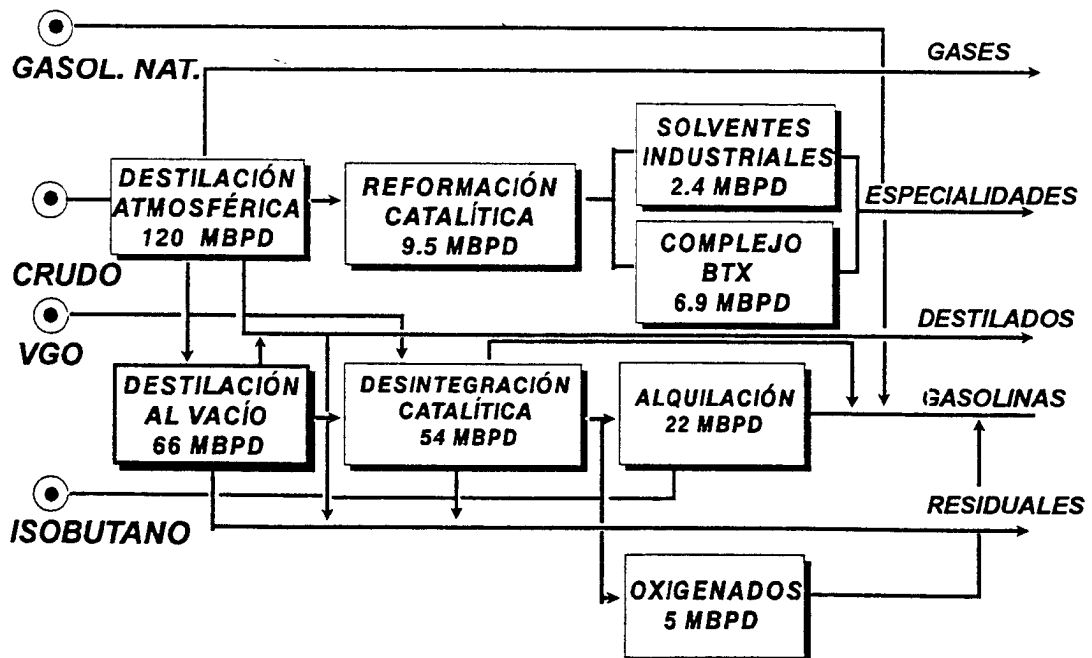 GASOL. NAT.
GASES
SOLVENTES
INDUSTRIALES
2.4 MBPD
DESTILACIÓN
ATMOSFÉRICA
120 MBPD
REFORMACIÓN
CATALÍTICA
9.5 MBPD
ESPECIALIDADES
COMPLEJO
BTX
6.9 MBPD
CRUDO
VGO
DESTILADOS
DESTILACIÓN
AL VACÍO
66 MBPD
DESINTEGRACIÓN
CATALÍTICA
54 MBPD
ALQUILACIÓN
22 MBPD
GASOLINAS
ISOBUTANO
RESIDUALES
OXIGENADOS
5 MBPD